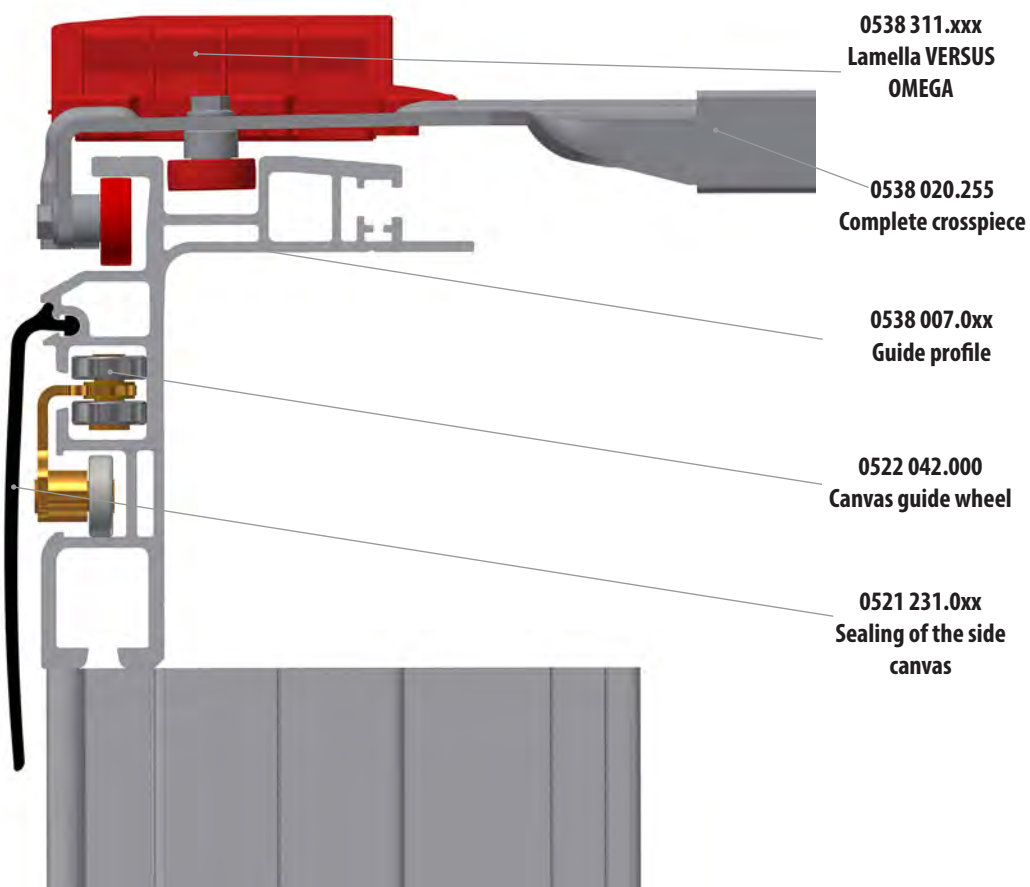 0538 311.xxx
Lamella VERSUS
OMEGA
0538 020.255
Complete crosspiece
0538 007.0xx
Guide profile
0522 042.000
Canvas guide wheel
0521 231.0xx
Sealing of the side
canvas